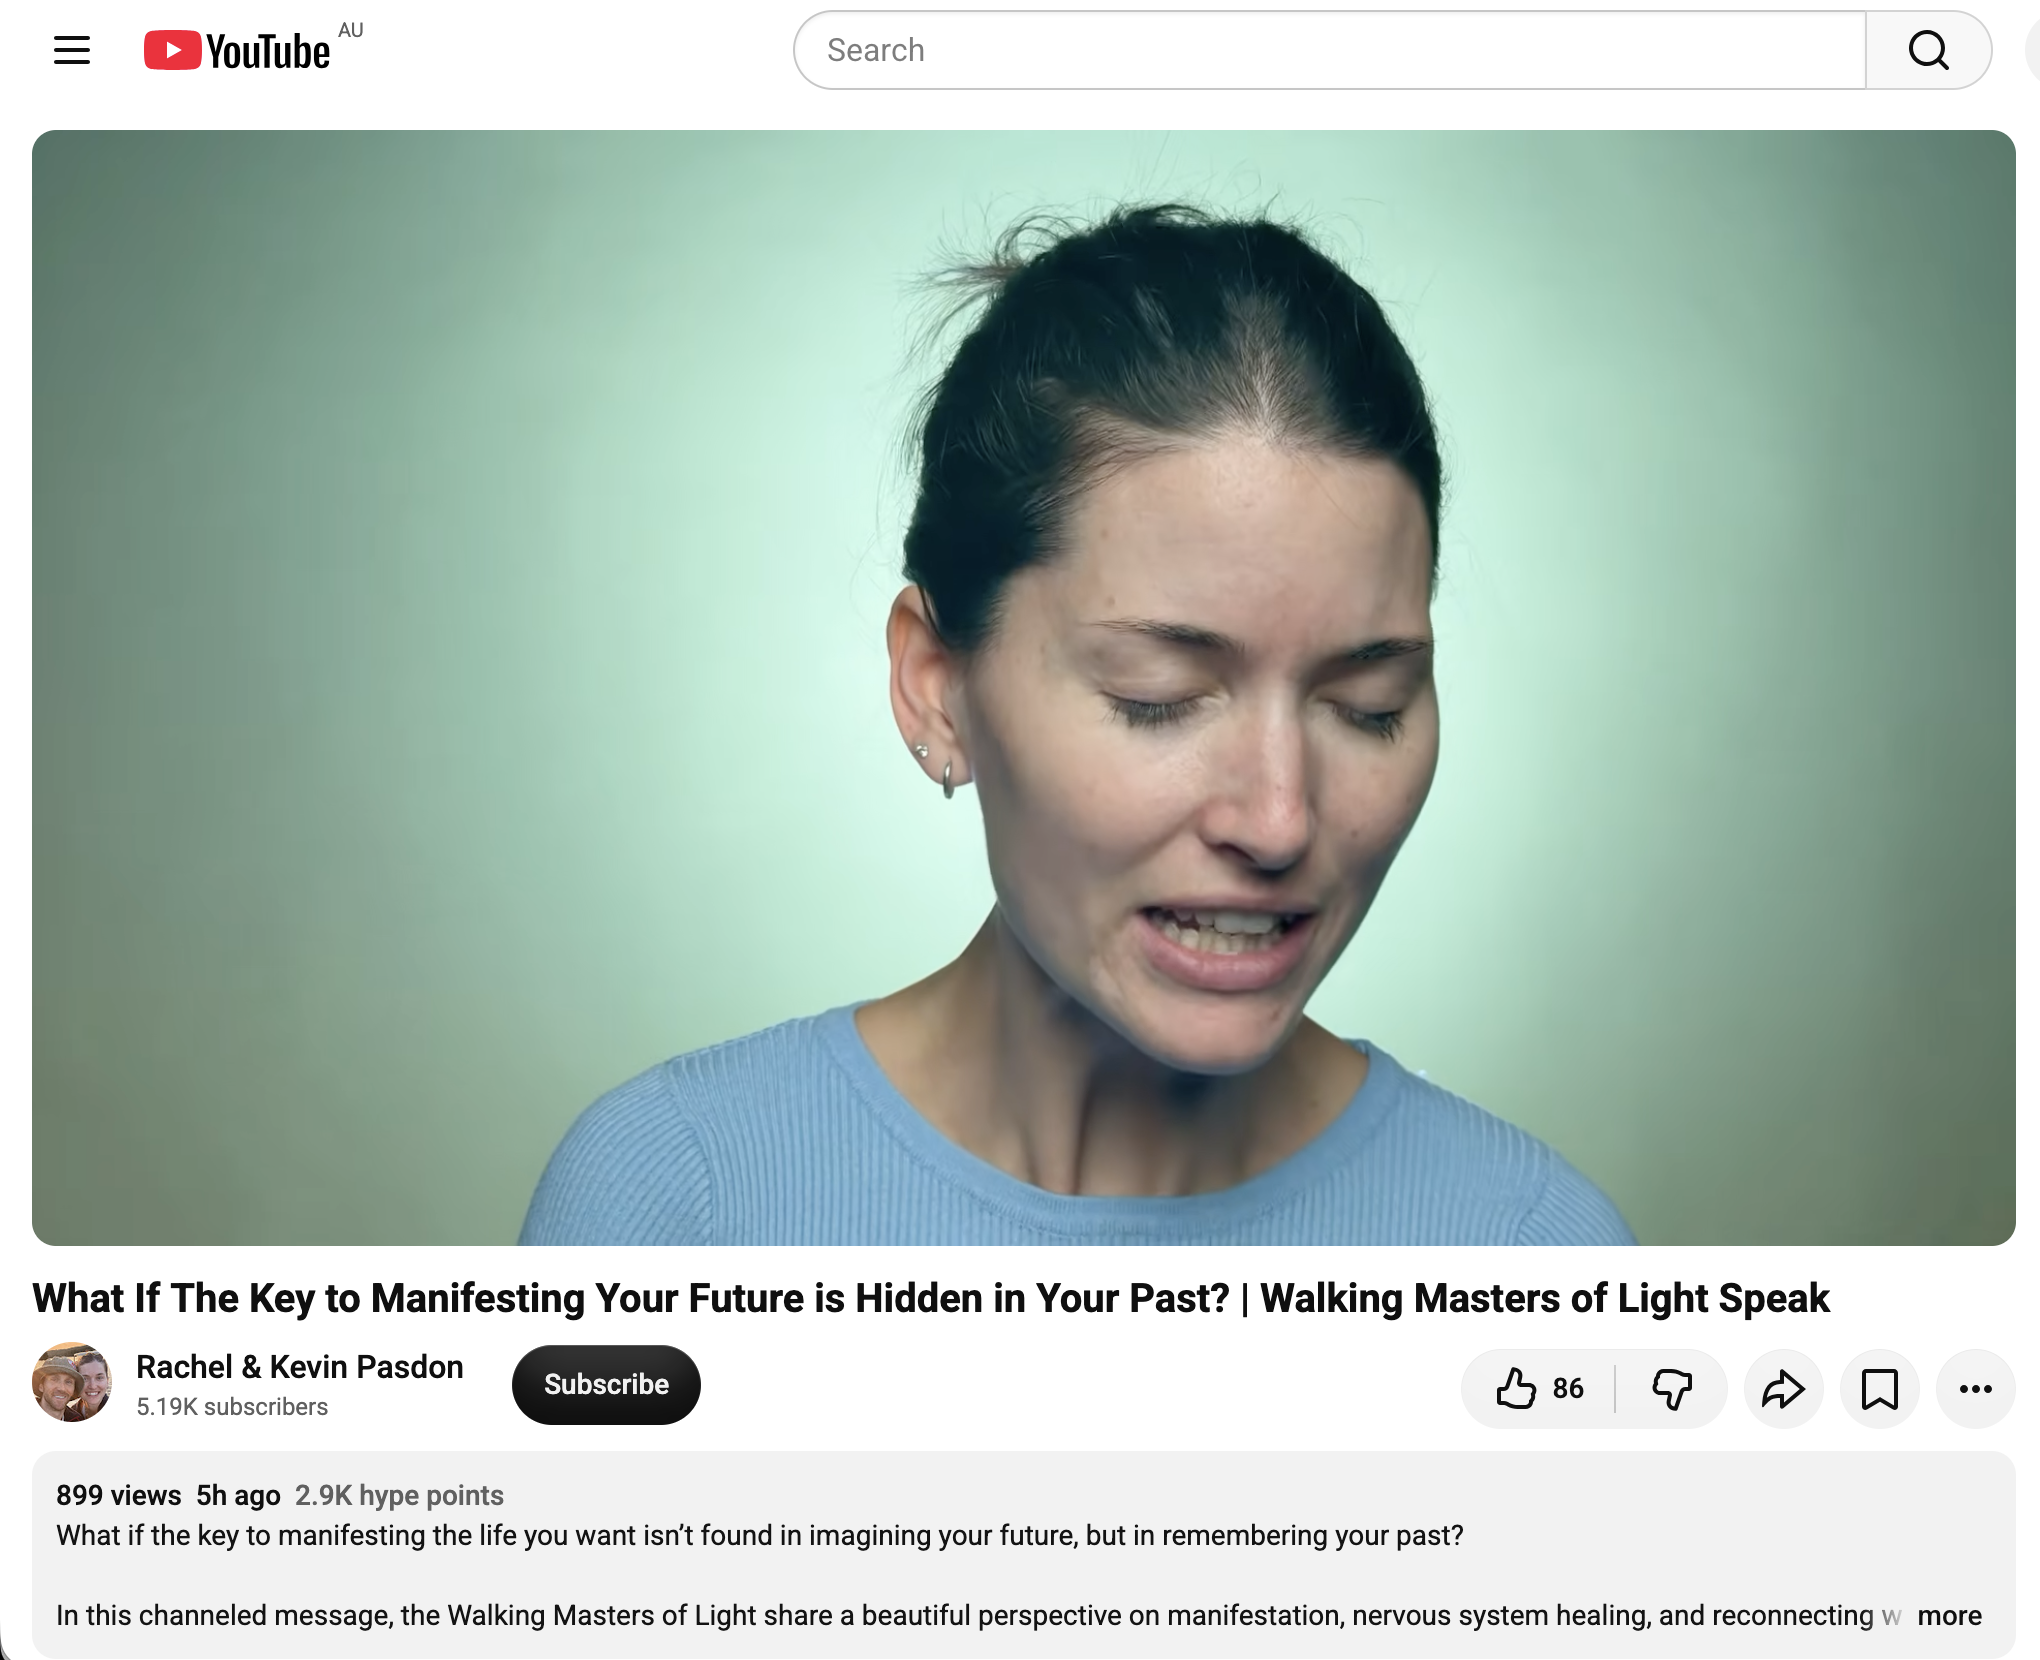 YouTube AU
Search
What If The Key to Manifesting Your Future is Hidden in Your Past? | Walking Masters of Light Speak
Rachel & Kevin Pasdon
5.19K subscribers
Subscribe
86
899 views 5h ago 2.9K hype points
What if the key to manifesting the life you want isn’t found in imagining your future, but in remembering your past?
In this channeled message, the Walking Masters of Light share a beautiful perspective on manifestation, nervous system healing, and reconnecting w more